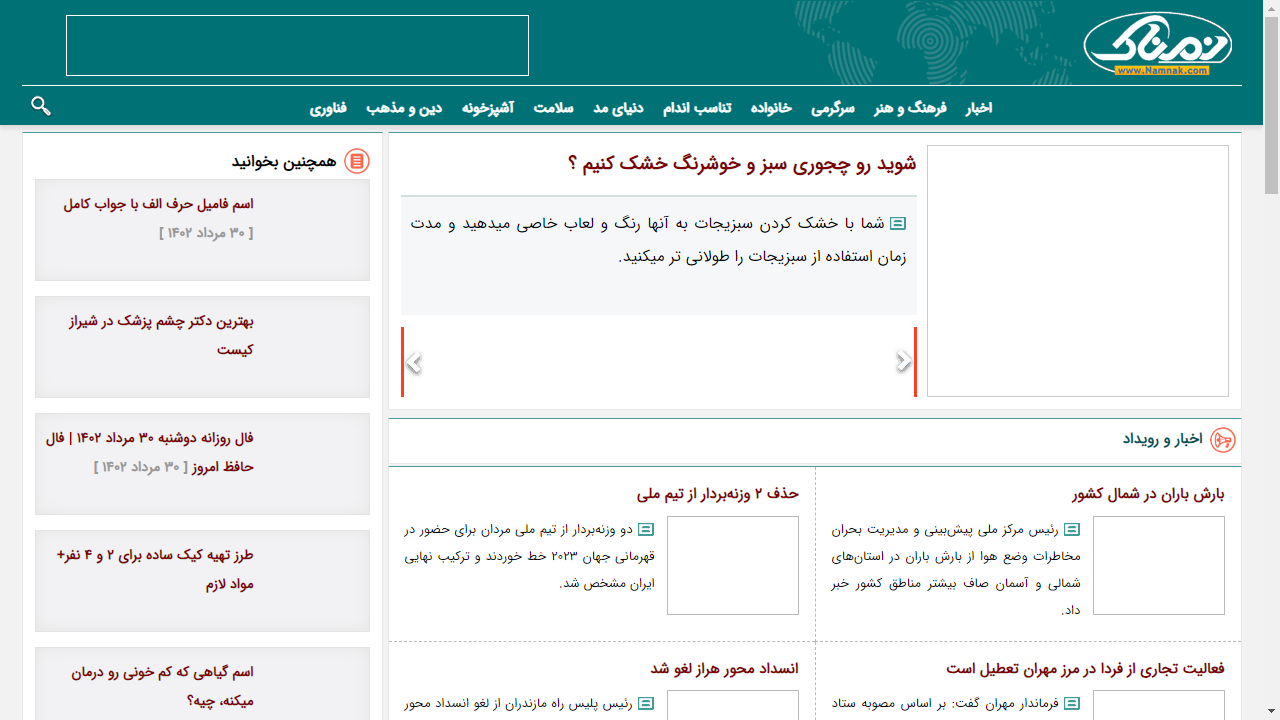 نمناک
www.Namnak.com
اخبار
فرهنگ و هنر
سرگرمی
خانواده
تناسب اندام
دنیای مد
سلامت
آشپزخونه
دین و مذهب
فناوری
شوید رو چجوری سبز و خوشرنگ خشک کنیم ؟
شما با خشک کردن سبزیجات به آنها رنگ و لعاب خاصی میدهید و مدت
زمان استفاده از سبزیجات را طولانی تر میکنید.
اخبار و رویداد
بارش باران در شمال کشور
رئیس مرکز ملی پیش‌بینی و مدیریت بحران
مخاطرات وضع هوا از بارش باران در استان‌های
شمالی و آسمان صاف بیشتر مناطق کشور خبر
داد.
حذف ۲ وزنه‌بردار از تیم ملی
دو وزنه‌بردار از تیم ملی مردان برای حضور در
قهرمانی جهان ۲۰۲۳ خط خوردند و ترکیب نهایی
ایران مشخص شد.
فعالیت تجاری از فردا در مرز مهران تعطیل است
فرماندار مهران گفت: بر اساس مصوبه ستاد
انسداد محور هراز لغو شد
رئیس پلیس راه مازندران از لغو انسداد محور
همچنین بخوانید
اسم فامیل حرف الف با جواب کامل
[ ۳۰ مرداد ۱۴۰۲ ]
بهترین دکتر چشم پزشک در شیراز
کیست
فال روزانه دوشنبه ۳۰ مرداد ۱۴۰۲ | فال
حافظ امروز [ ۳۰ مرداد ۱۴۰۲ ]
طرز تهیه کیک ساده برای ۲ و ۴ نفر+
مواد لازم
اسم گیاهی که کم خونی رو درمان
میکنه، چیه؟